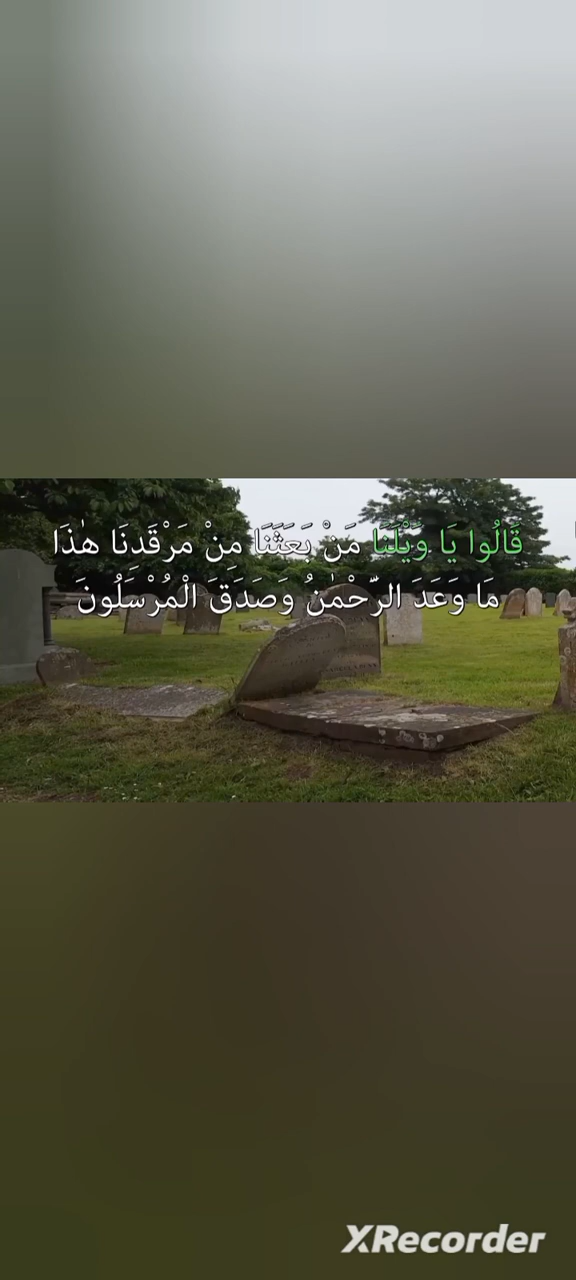 قَالُوا يَا وَيْلَنَا مَنْ بَعَثَنَا مِنْ مَرْقَدِنَا هٰذَا
مَا وَعَدَ الرَّحْمٰنُ وَصَدَقَ الْمُرْسَلُونَ
XRecorder